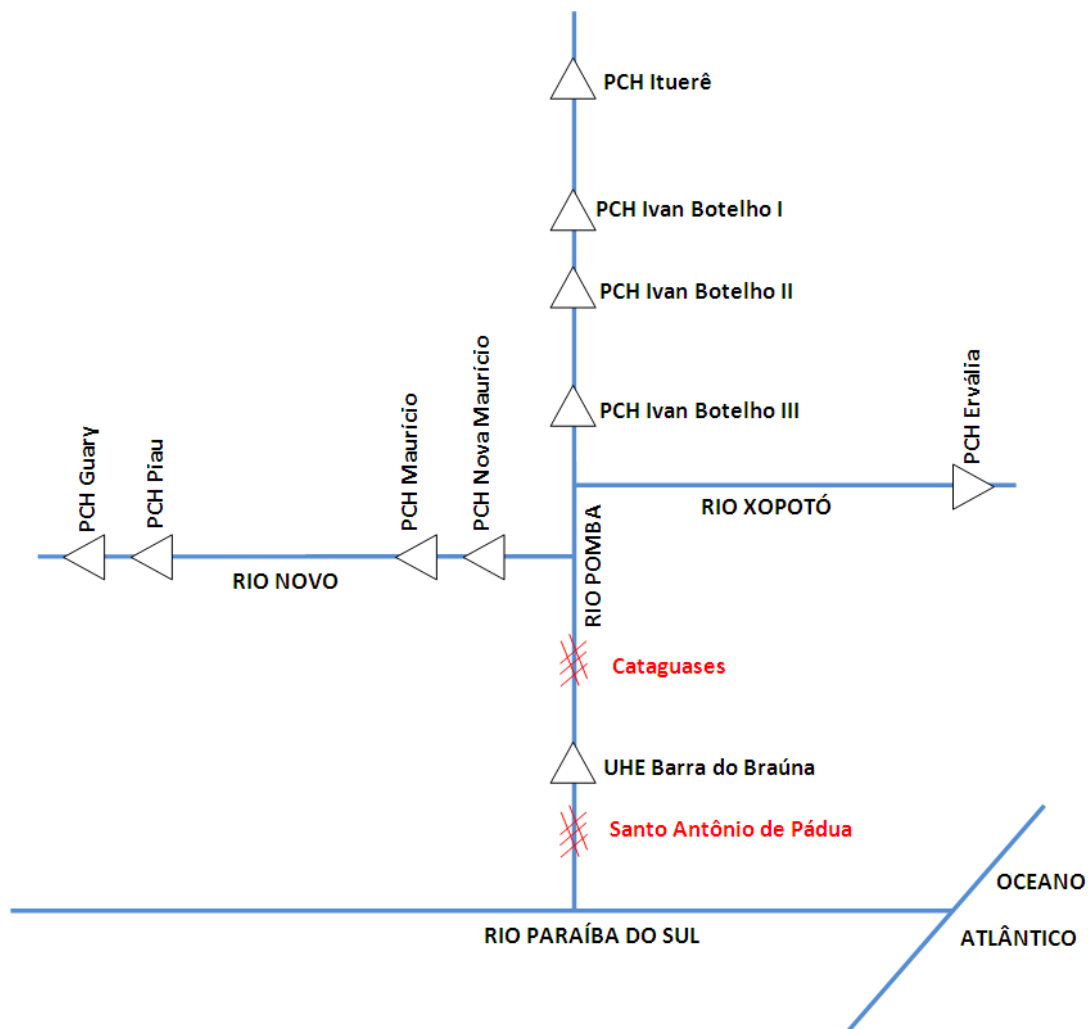 PCH Ituerê
PCH Ivan Botelho I
PCH Ivan Botelho II
PCH Ivan Botelho III
PCH Guary
PCH Piau
PCH Maurício
PCH Nova Maurício
PCH Ervália
RIO XOPOTÓ
RIO NOVO
RIO POMBA
Cataguases
UHE Barra do Braúna
Santo Antônio de Pádua
OCEANO
RIO PARAÍBA DO SUL
ATLÂNTICO